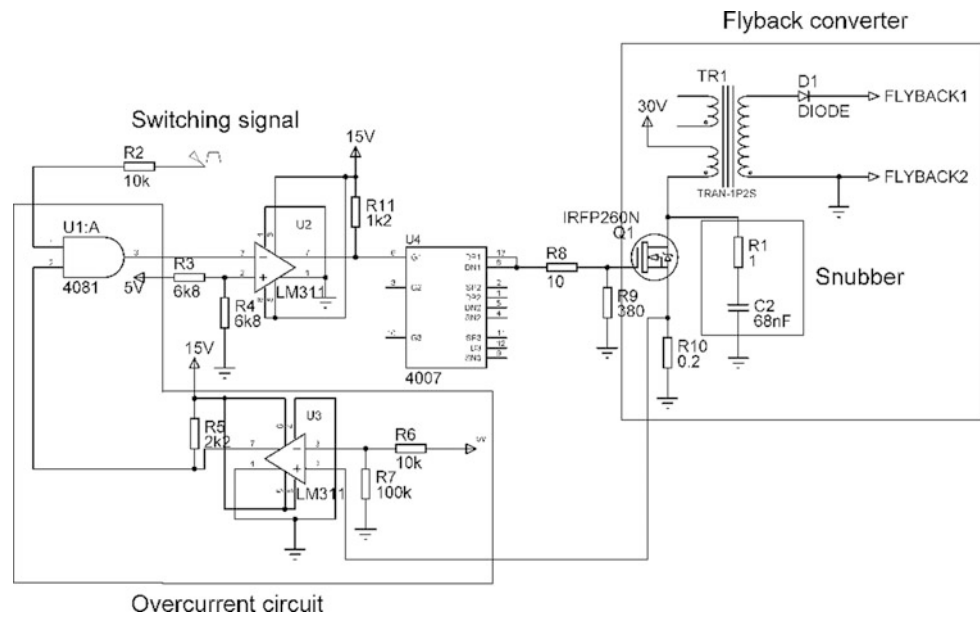 Flyback converter
TR1
D1
30V
FLYBACK1
DIODE
Switching signal
15V
R2
10k
FLYBACK2
TRAN-1P2S
R11
1k2
U2
IRFP260N
Q1
U1:A
U4
R1
1
R3
6k8
5V
4081
LM311
R8
10
Snubber
R4
6k8
R9
380
C2
68nF
15V
4007
R10
0.2
R5
2k2
U3
R6
10k
R7
100k
LM311
Overcurrent circuit